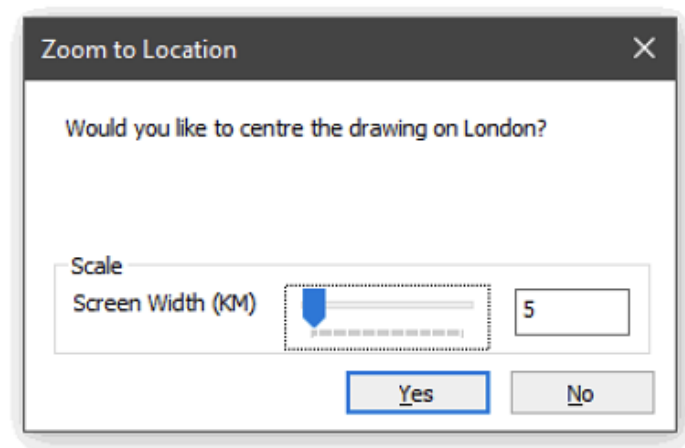 Zoom to Location
Would you like to centre the drawing on London?
Scale
Screen Width (KM)
5
Yes
No